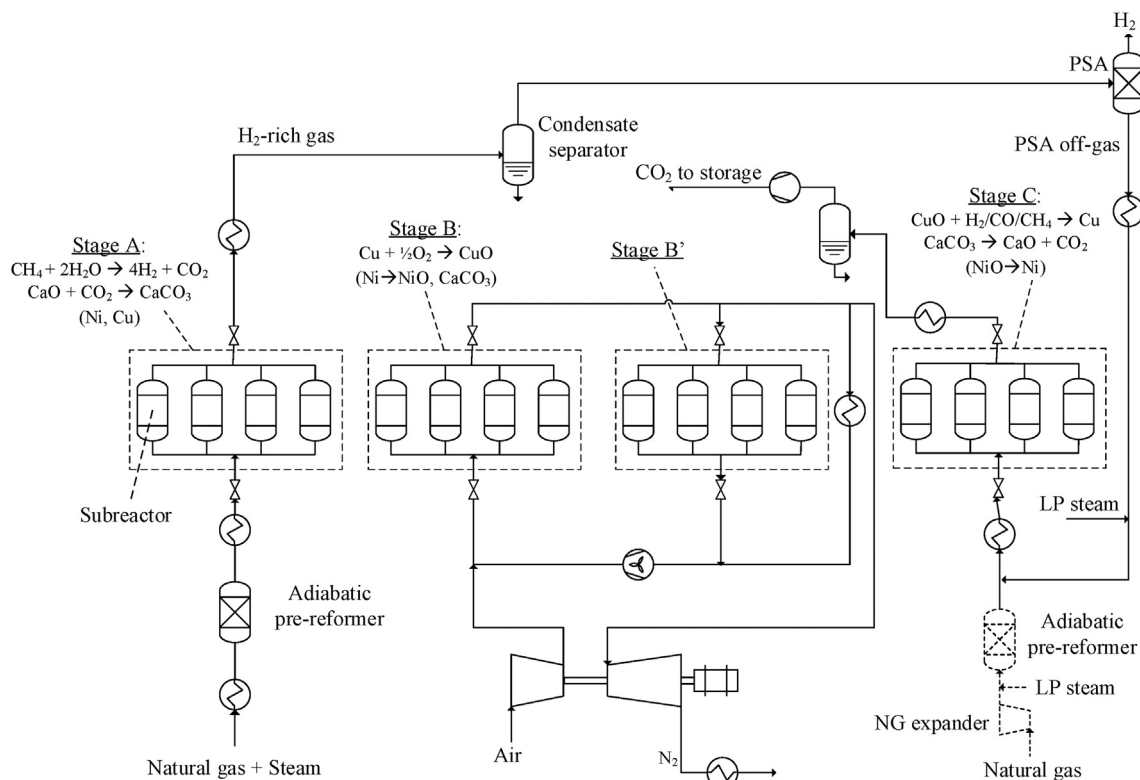 H₂
PSA
PSA off-gas
H₂-rich gas
Condensate
separator
CO₂ to storage
Stage A:
CH₄ + 2H₂O → 4H₂ + CO₂
CaO + CO₂ → CaCO₃
(Ni, Cu)
Stage B:
Cu + ½O₂ → CuO
(Ni→NiO, CaCO₃)
Stage B’
Stage C:
CuO + H₂/CO/CH₄ → Cu
CaCO₃ → CaO + CO₂
(NiO→Ni)
Subreactor
LP steam
Adiabatic
pre-reformer
Adiabatic
pre-reformer
LP steam
NG expander
Natural gas + Steam
Air
N₂
Natural gas